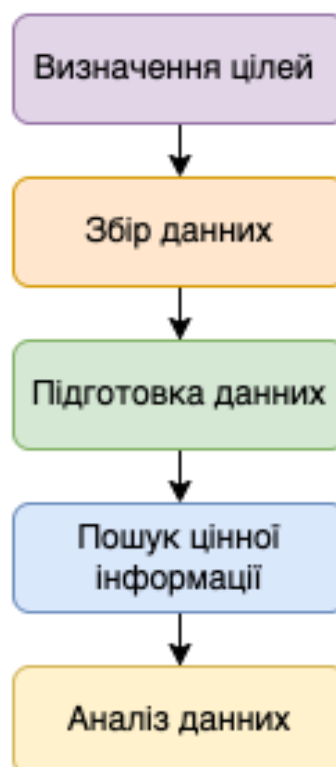 Визначення цілей
Збір данних
Підготовка данних
Пошук цінної
інформації
Аналіз данних